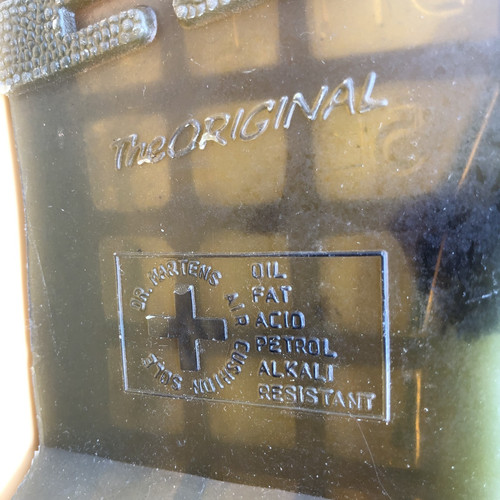 The ORIGINAL
DR. MARTENS AIR CUSHION SOLE
OIL
FAT
ACID
PETROL
ALKALI
RESISTANT